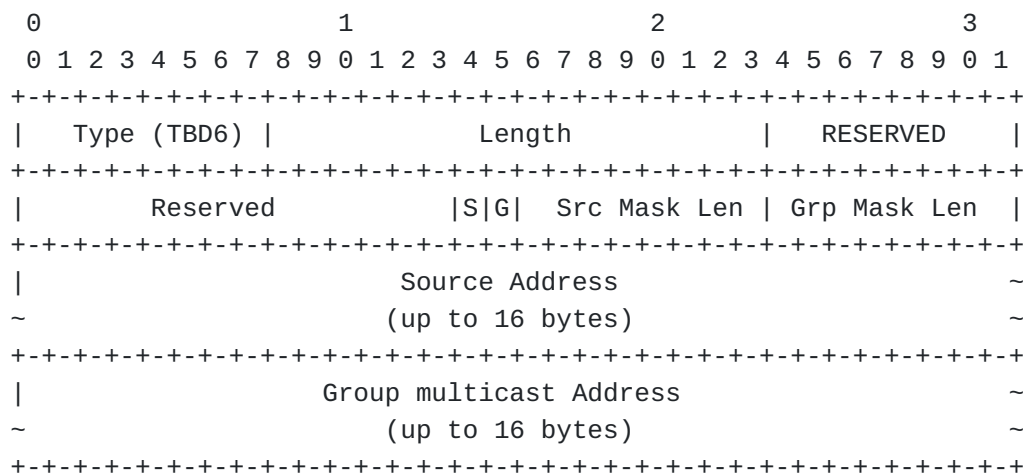 0                   1                   2                   3
 0 1 2 3 4 5 6 7 8 9 0 1 2 3 4 5 6 7 8 9 0 1 2 3 4 5 6 7 8 9 0 1
+-+-+-+-+-+-+-+-+-+-+-+-+-+-+-+-+-+-+-+-+-+-+-+-+-+-+-+-+-+-+-+-+
|   Type (TBD6) |             Length            |   RESERVED    |
+-+-+-+-+-+-+-+-+-+-+-+-+-+-+-+-+-+-+-+-+-+-+-+-+-+-+-+-+-+-+-+-+
|        Reserved           |S|G|  Src Mask Len | Grp Mask Len  |
+-+-+-+-+-+-+-+-+-+-+-+-+-+-+-+-+-+-+-+-+-+-+-+-+-+-+-+-+-+-+-+-+
|                        Source Address                         ~
~                       (up to 16 bytes)                        ~
+-+-+-+-+-+-+-+-+-+-+-+-+-+-+-+-+-+-+-+-+-+-+-+-+-+-+-+-+-+-+-+-+
|                   Group multicast Address                     ~
~                       (up to 16 bytes)                        ~
+-+-+-+-+-+-+-+-+-+-+-+-+-+-+-+-+-+-+-+-+-+-+-+-+-+-+-+-+-+-+-+-+